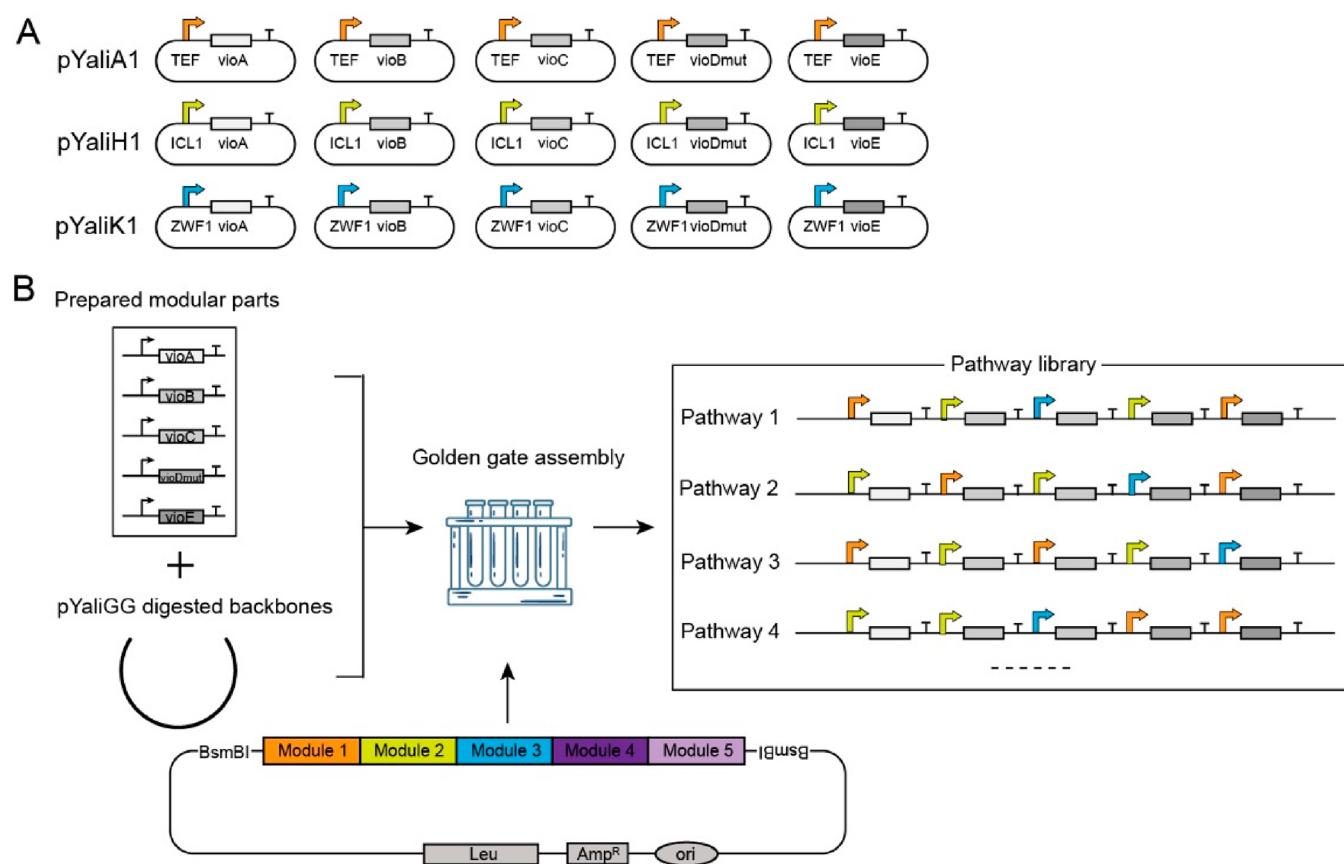 A
pYaliA1
TEF vioA
TEF vioB
TEF vioC
TEF vioDmut
TEF vioE
pYaliH1
ICL1 vioA
ICL1 vioB
ICL1 vioC
ICL1 vioDmut
ICL1 vioE
pYaliK1
ZWF1 vioA
ZWF1 vioB
ZWF1 vioC
ZWF1 vioDmut
ZWF1 vioE
B
Prepared modular parts
vioA
vioB
vioC
vioDmut
vioE
+
pYaliGG digested backbones
Golden gate assembly
Pathway library
Pathway 1
Pathway 2
Pathway 3
Pathway 4
BsmBI Module 1 Module 2 Module 3 Module 4 Module 5 BsmBI
Leu AmpR ori